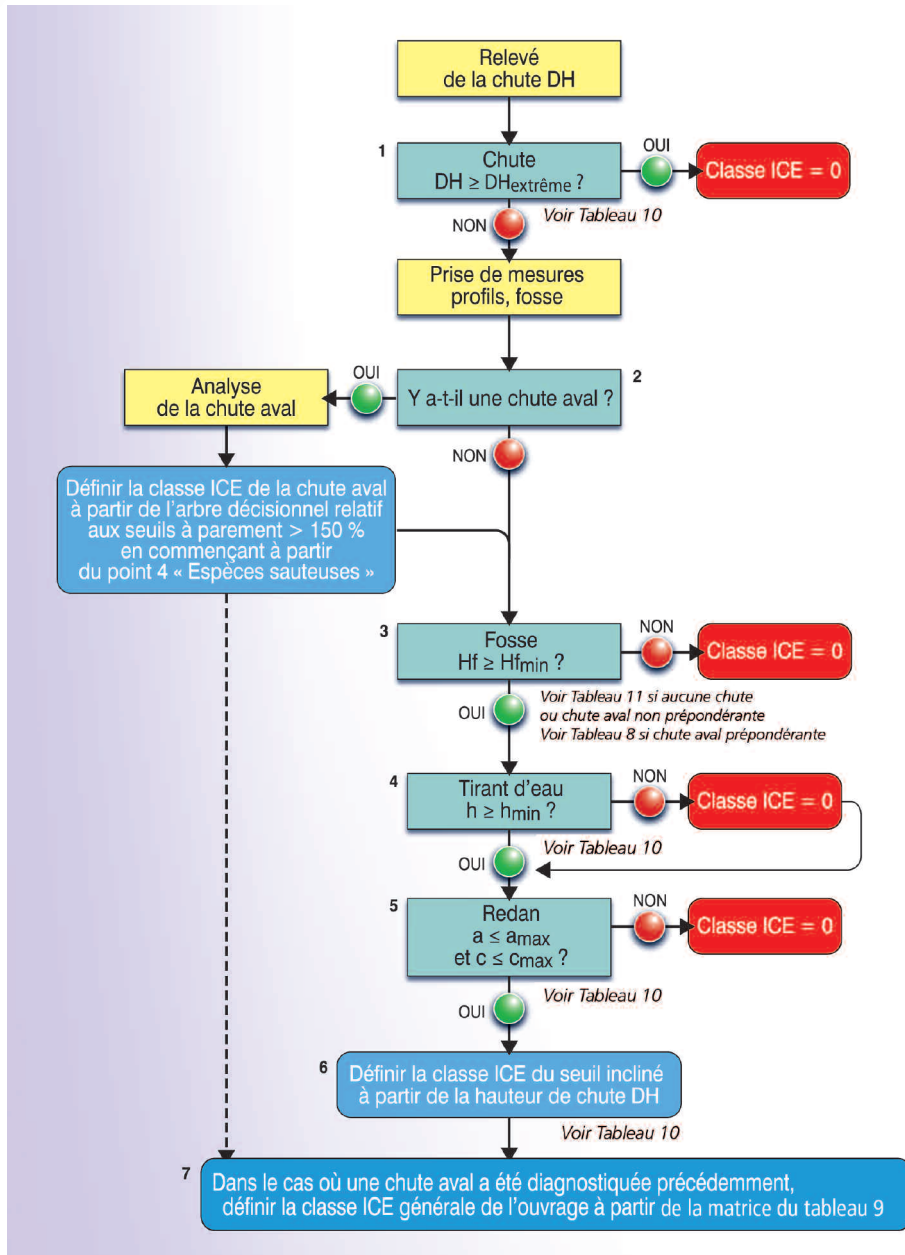 Relevé
de la chute DH
1
Chute
DH ≥ DHextrême ?
OUI
Classe ICE = 0
Voir Tableau 10
NON
Prise de mesures
profils, fosse
2
Y a-t-il une chute aval ?
OUI
Analyse
de la chute aval
NON
Définir la classe ICE de la chute aval
à partir de l'arbre décisionnel relatif
aux seuils à parement > 150 %
en commençant à partir
du point 4 « Espèces sauteuses »
3
Fosse
Hf ≥ Hfmin ?
NON
Classe ICE = 0
Voir Tableau 11 si aucune chute
ou chute aval non prépondérante
Voir Tableau 8 si chute aval prépondérante
OUI
4
Tirant d'eau
h ≥ hmin ?
NON
Classe ICE = 0
Voir Tableau 10
OUI
5
Redan
a ≤ amax
et c ≤ cmax ?
NON
Classe ICE = 0
Voir Tableau 10
OUI
6
Définir la classe ICE du seuil incliné
à partir de la hauteur de chute DH
Voir Tableau 10
7
Dans le cas où une chute aval a été diagnostiquée précédemment,
définir la classe ICE générale de l'ouvrage à partir de la matrice du tableau 9